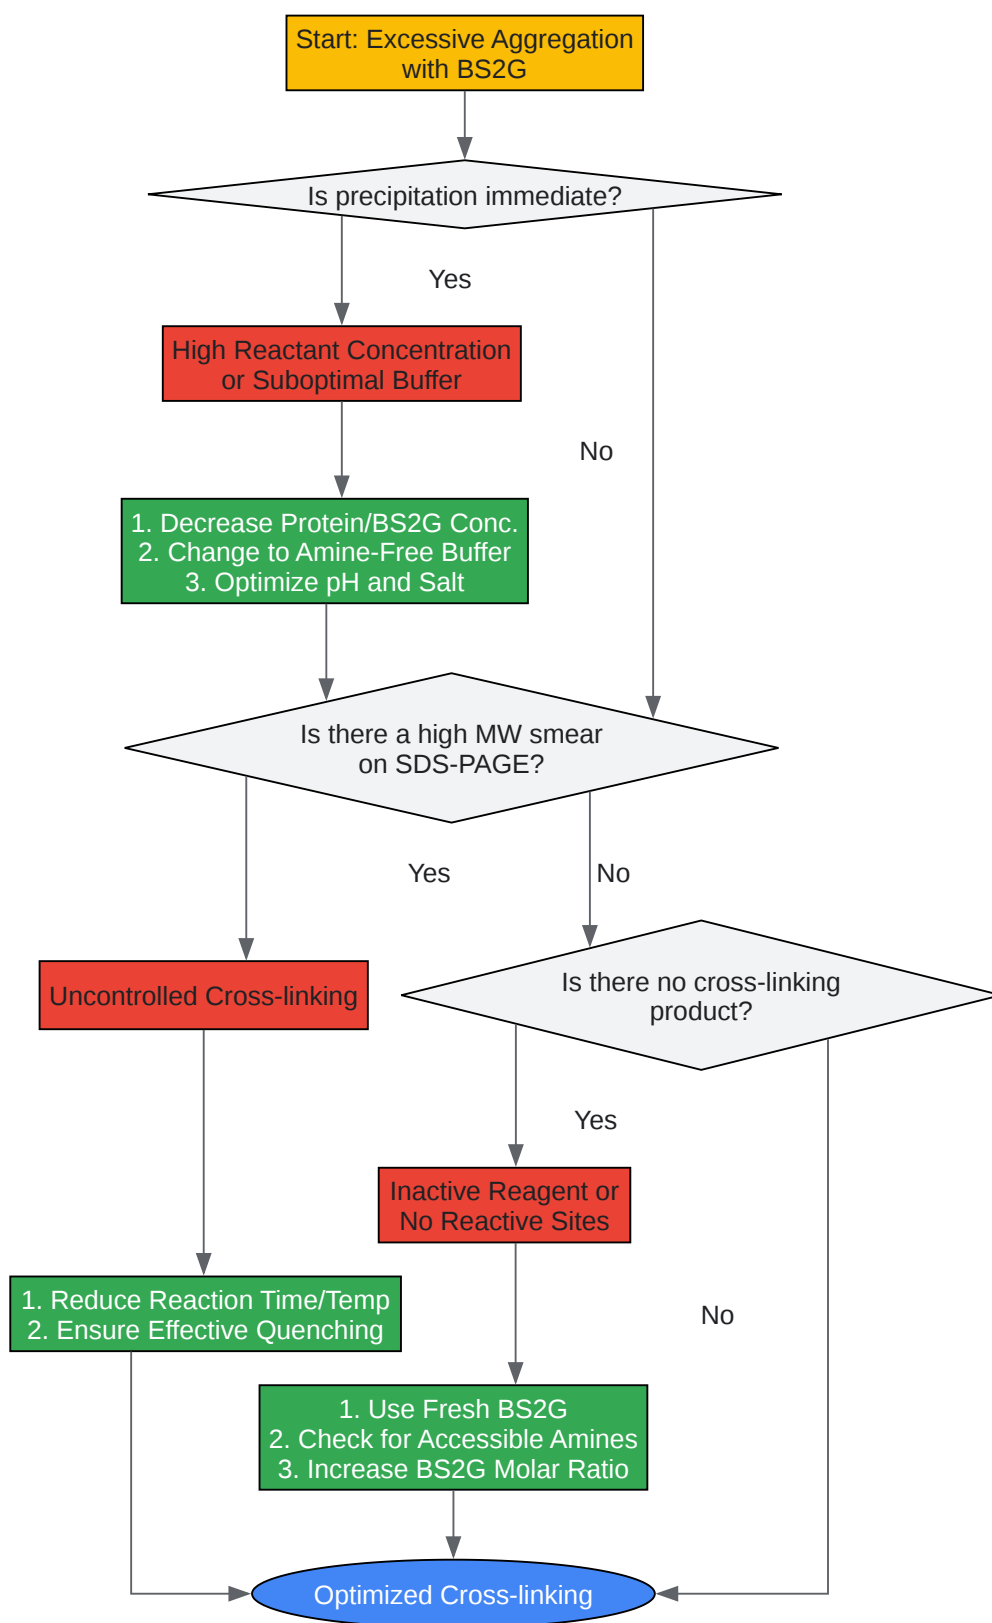 Start: Excessive Aggregation
with BS2G
Is precipitation immediate?
Yes
High Reactant Concentration
or Suboptimal Buffer
No
1. Decrease Protein/BS2G Conc.
2. Change to Amine-Free Buffer
3. Optimize pH and Salt
Is there a high MW smear
on SDS-PAGE?
Yes
No
Uncontrolled Cross-linking
Is there no cross-linking
product?
Yes
Inactive Reagent or
No Reactive Sites
1. Reduce Reaction Time/Temp
2. Ensure Effective Quenching
No
1. Use Fresh BS2G
2. Check for Accessible Amines
3. Increase BS2G Molar Ratio
Optimized Cross-linking